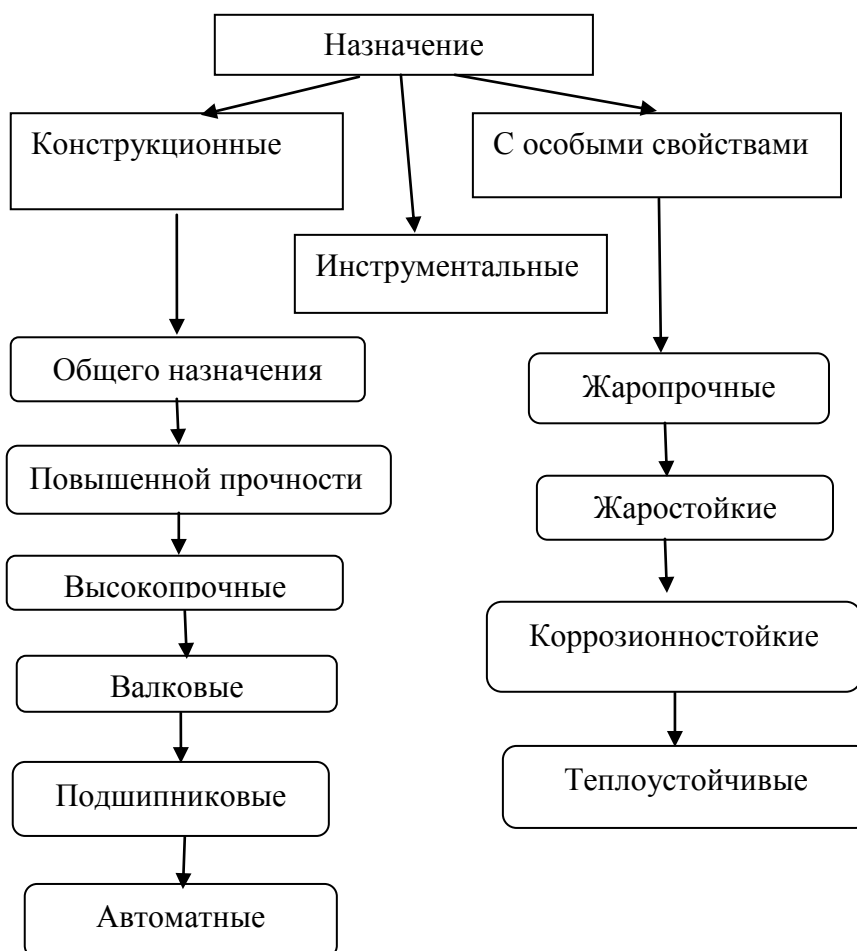 Назначение
Конструкционные
С особыми свойствами
Инструментальные
Общего назначения
Повышенной прочности
Высокопрочные
Валковые
Подшипниковые
Автоматные
Жаропрочные
Жаростойкие
Коррозионностойкие
Теплоустойчивые